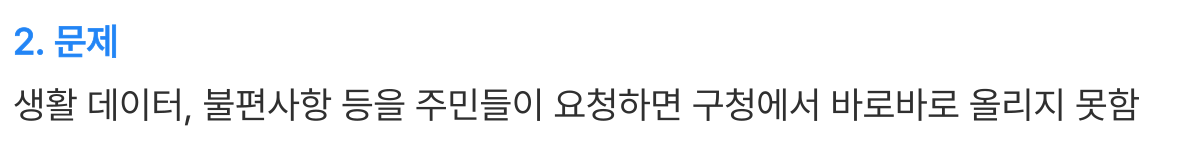 2. 문제
생활 데이터, 불편사항 등을 주민들이 요청하면 구청에서 바로바로 올리지 못함